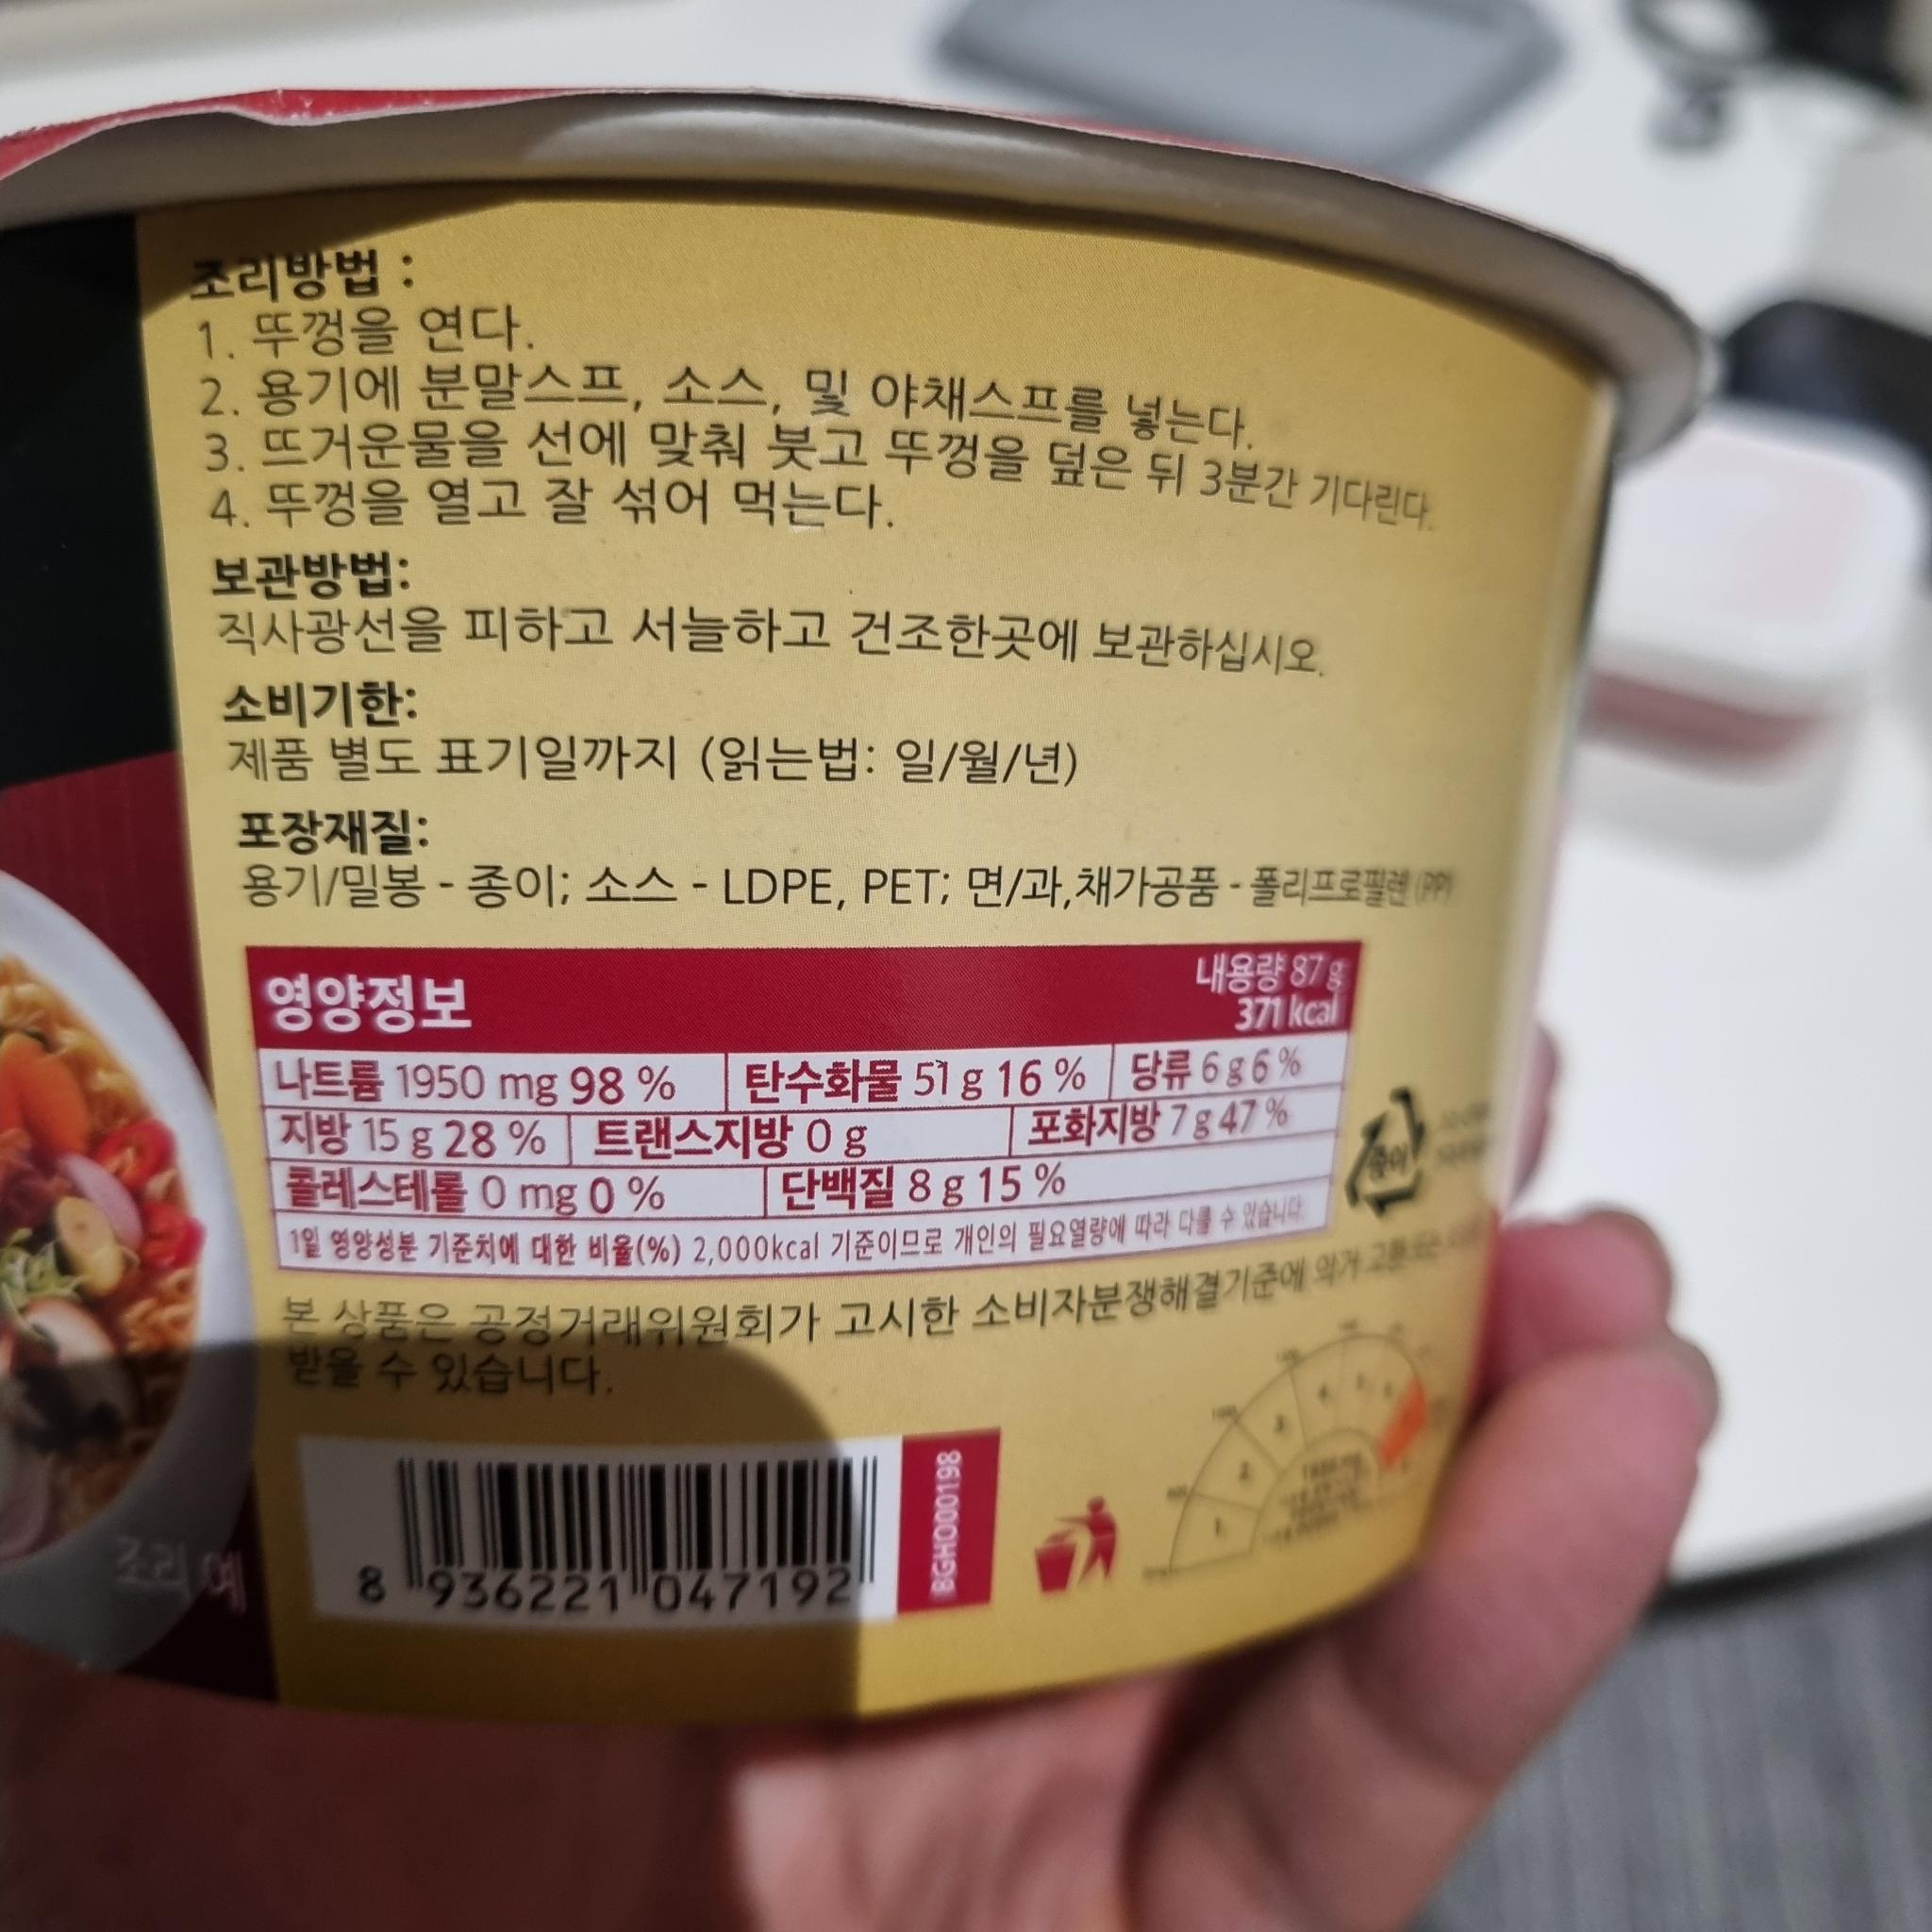 조리방법 :
1. 뚜껑을 연다.
2. 용기에 분말스프, 소스, 및 야채스프를 넣는다.
3. 뜨거운물을 선에 맞춰 붓고 뚜껑을 덮은 뒤 3분간 기다린다.
4. 뚜껑을 열고 잘 섞어 먹는다.
보관방법:
직사광선을 피하고 서늘하고 건조한곳에 보관하십시오.
소비기한:
제품 별도 표기일까지 (읽는법: 일/월/년)
포장재질:
용기/밀봉 - 종이; 소스 - LDPE, PET; 면/과,채가공품 - 폴리프로필렌 (PP)
영양정보
내용량 87 g
371 kcal
나트륨 1950 mg 98 % 탄수화물 51 g 16 % 당류 6 g 6 %
지방 15 g 28 % 트랜스지방 0 g 포화지방 7 g 47 %
콜레스테롤 0 mg 0 % 단백질 8 g 15 %
1일 영양성분 기준치에 대한 비율(%) 2,000kcal 기준이므로 개인의 필요열량에 따라 다를 수 있습니다.
종이
본 상품은 공정거래위원회가 고시한 소비자분쟁해결기준에 의거 교환
받을 수 있습니다.
조리 예
8 936221 047192
BGHO000198